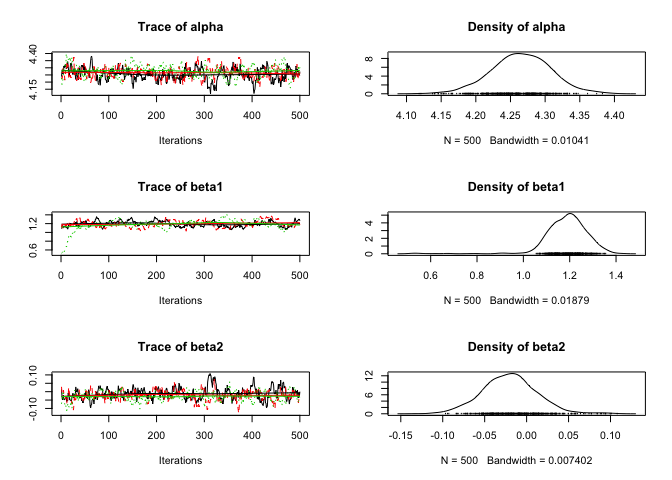 Trace of alpha
4.15 4.40
0 100 200 300 400 500
Iterations
Density of alpha
0 4 8
4.10 4.15 4.20 4.25 4.30 4.35 4.40
N = 500 Bandwidth = 0.01041
Trace of beta1
0.6 1.2
0 100 200 300 400 500
Iterations
Density of beta1
0 2 4
0.6 0.8 1.0 1.2 1.4
N = 500 Bandwidth = 0.01879
Trace of beta2
-0.10 0.10
0 100 200 300 400 500
Iterations
Density of beta2
0 4 8 12
-0.15 -0.10 -0.05 0.00 0.05 0.10
N = 500 Bandwidth = 0.007402